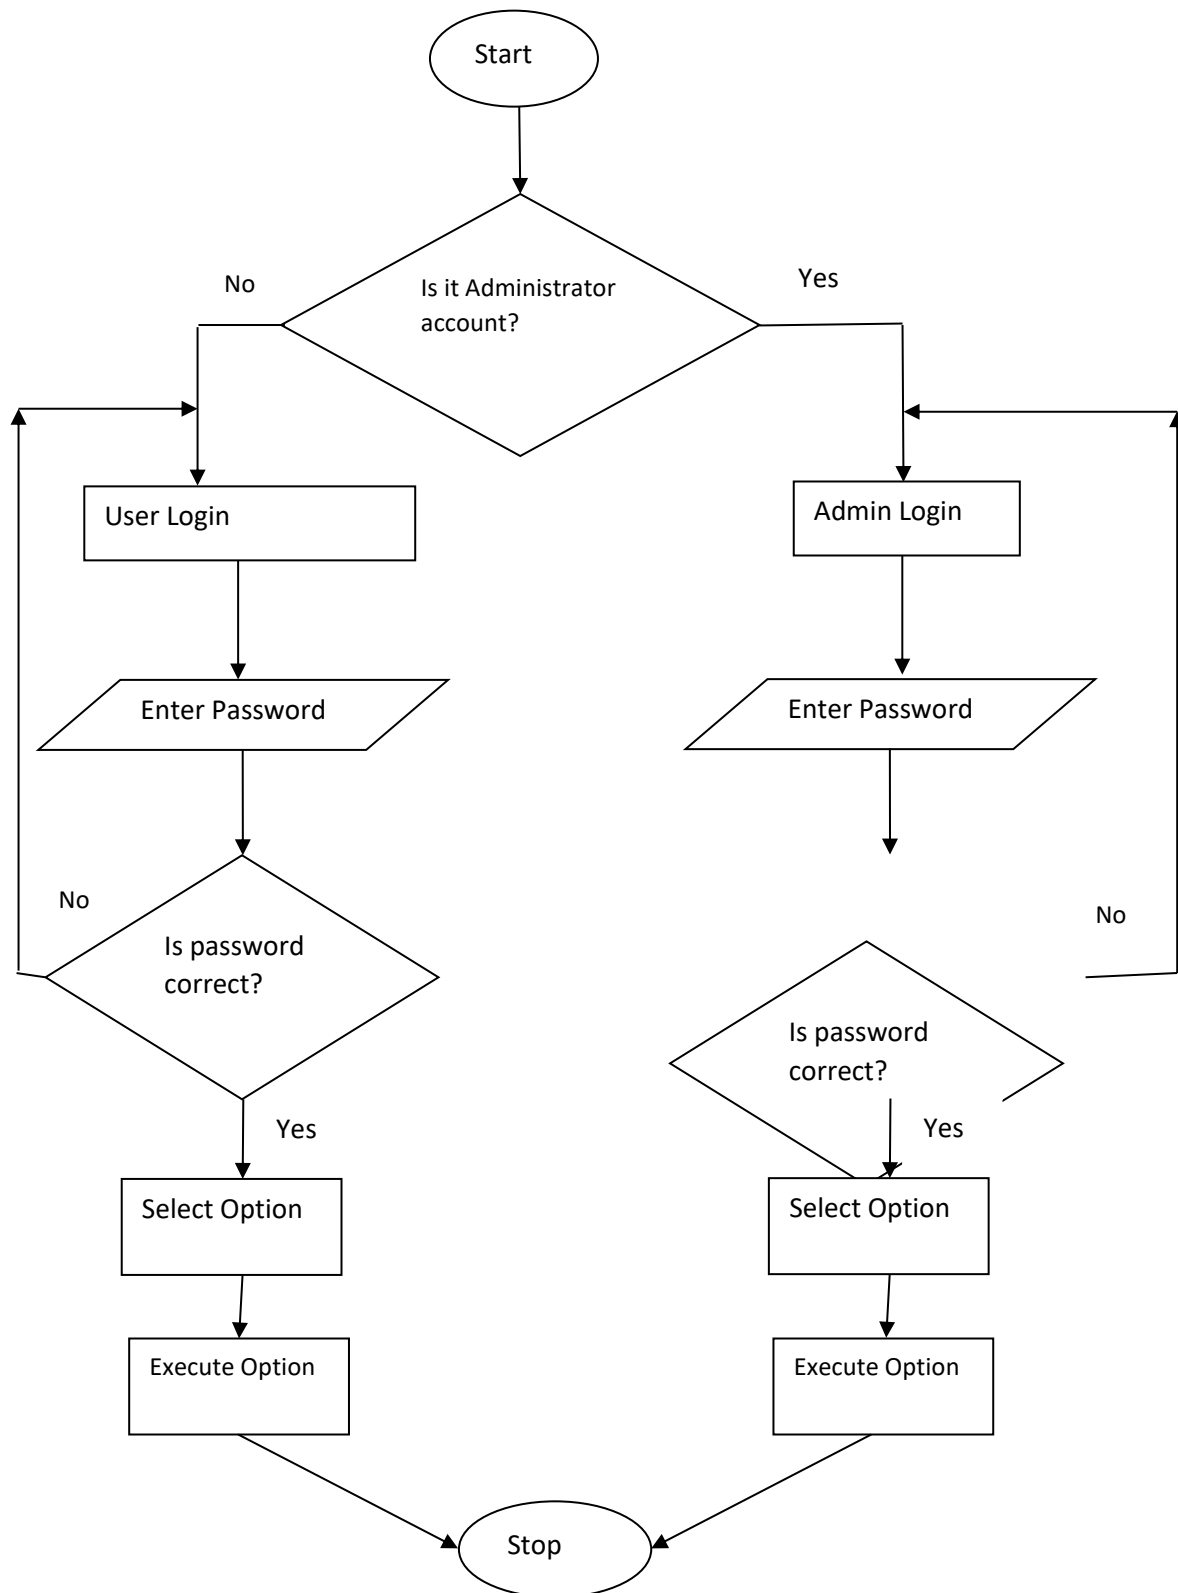 Start
No
Is it Administrator
account?
Yes
User Login
Admin Login
Enter Password
Enter Password
No
Is password
correct?
No
Is password
correct?
Yes
Yes
Select Option
Select Option
Execute Option
Execute Option
Stop